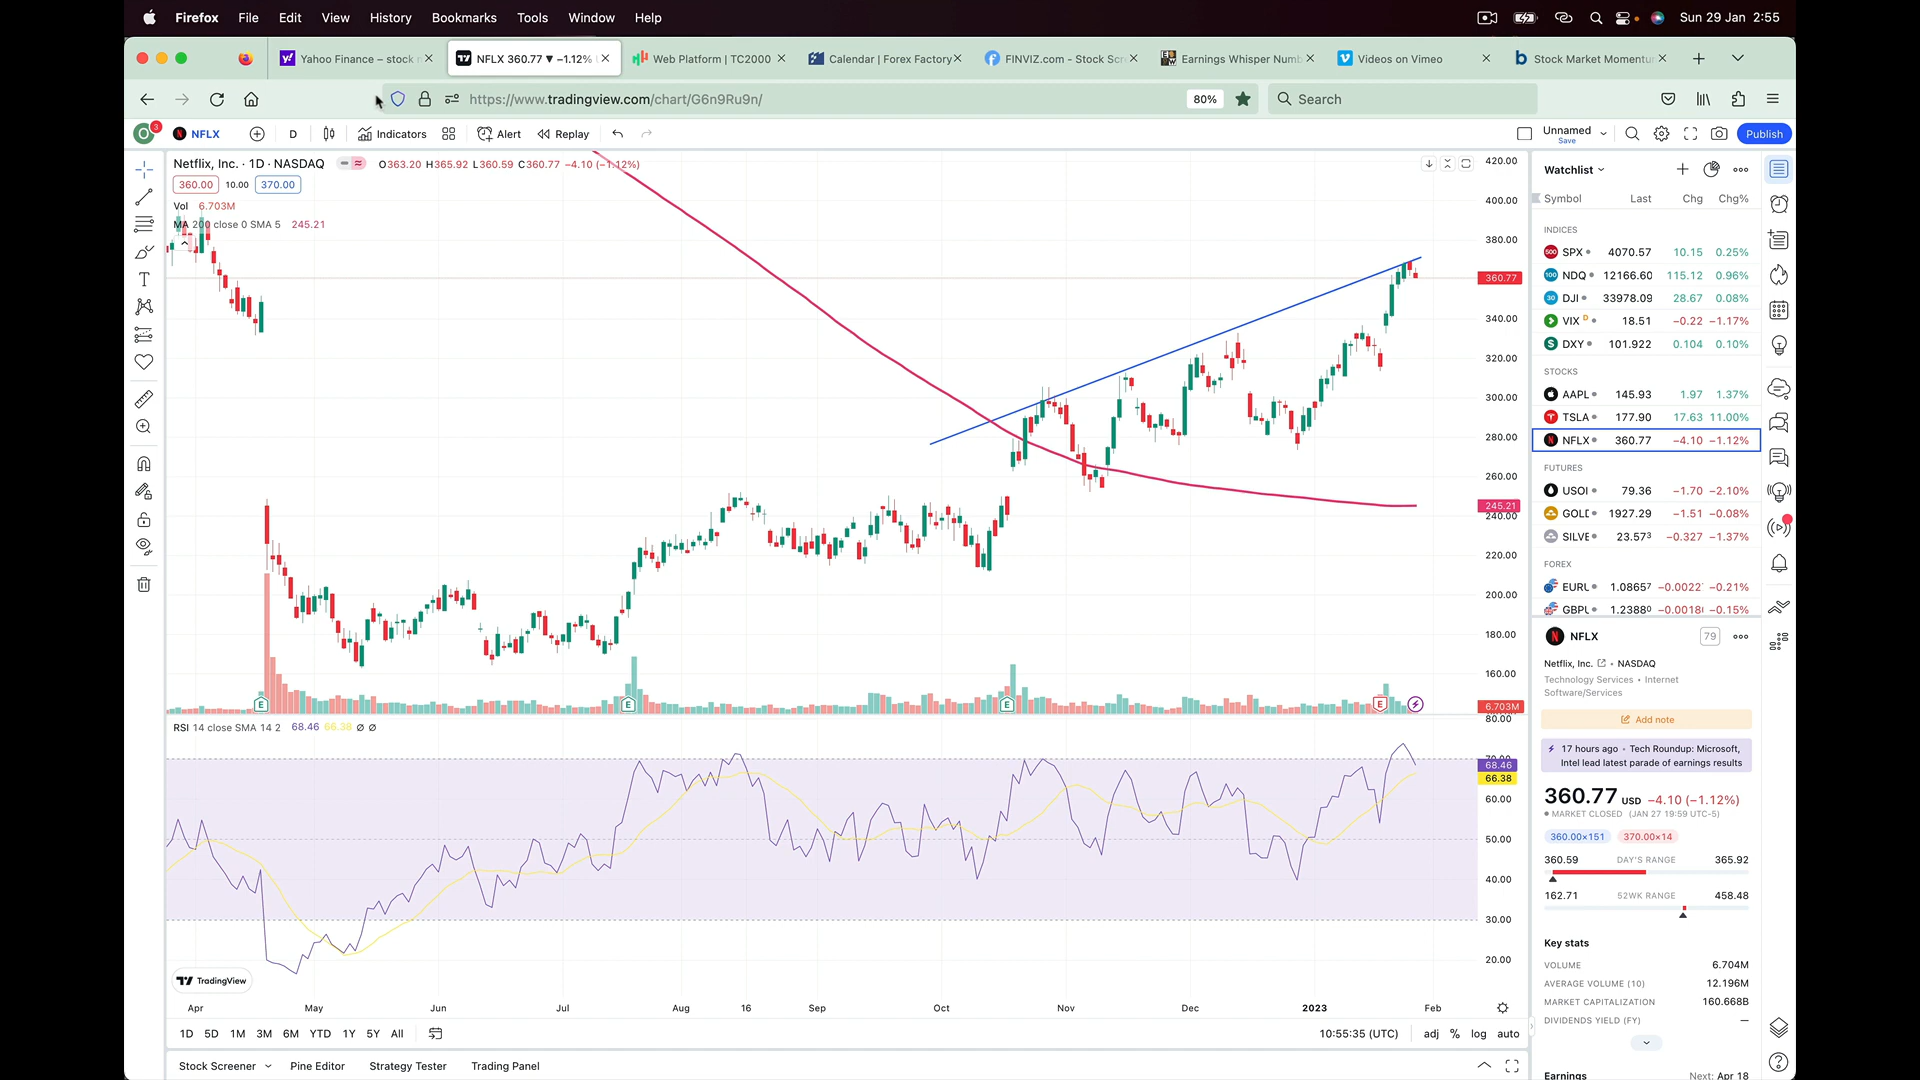 Firefox File Edit View History Bookmarks Tools Window Help Sun 29 Jan 2:55
Yahoo Finance – stock NFLX 360.77 ▼ −1.12% Web Platform | TC2000 Calendar | Forex Factory FINVIZ.com - Stock Scr Earnings Whisper Numb Videos on Vimeo Stock Market Momentu
https://www.tradingview.com/chart/G6n9Ru9n/ 80% Search
O 3 NFLX D Indicators Alert Replay Unnamed Save Publish
Netflix, Inc. · 1D · NASDAQ O363.20 H365.92 L360.59 C360.77 −4.10 (−1.12%)
360.00 10.00 370.00
Vol 6.703M
MA 200 close 0 SMA 5 245.21
420.00
400.00
380.00
360.77
340.00
320.00
300.00
280.00
260.00
245.21
240.00
220.00
200.00
180.00
160.00
6.703M
E E E E
RSI 14 close SMA 14 2 68.46 66.38 Ø Ø
80.00
70.00
68.46
66.38
60.00
50.00
40.00
30.00
20.00
TradingView
Apr May Jun Jul Aug 16 Sep Oct Nov Dec 2023 Feb
1D 5D 1M 3M 6M YTD 1Y 5Y All 10:55:35 (UTC) adj % log auto
Stock Screener Pine Editor Strategy Tester Trading Panel
Watchlist
Symbol Last Chg Chg%
INDICES
SPX 4070.57 10.15 0.25%
NDQ 12166.60 115.12 0.96%
DJI 33978.09 28.67 0.08%
VIX D 18.51 −0.22 −1.17%
DXY 101.922 0.104 0.10%
STOCKS
AAPL 145.93 1.97 1.37%
TSLA 177.90 17.63 11.00%
NFLX 360.77 −4.10 −1.12%
FUTURES
USOI 79.36 −1.70 −2.10%
GOLD 1927.29 −1.51 −0.08%
SILVE 23.573 −0.327 −1.37%
FOREX
EURU 1.08657 −0.0022 −0.21%
GBPU 1.23880 −0.0018 −0.15%
NFLX 79
Netflix, Inc. • NASDAQ
Technology Services • Internet
Software/Services
Add note
17 hours ago • Tech Roundup: Microsoft,
Intel lead latest parade of earnings results
360.77 USD −4.10 (−1.12%)
MARKET CLOSED (JAN 27 19:59 UTC-5)
360.00×151 370.00×14
360.59 DAY'S RANGE 365.92
162.71 52WK RANGE 458.48
Key stats
VOLUME 6.704M
AVERAGE VOLUME (10) 12.196M
MARKET CAPITALIZATION 160.668B
DIVIDENDS YIELD (FY) —
Earnings Next: Apr 18